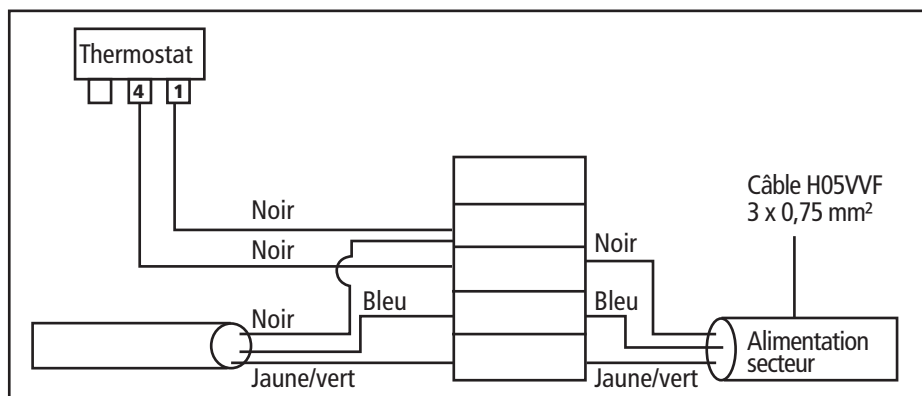 Thermostat
4 1
Câble H05VVF
3 x 0,75 mm²
Noir
Noir
Noir
Bleu
Bleu
Noir
Alimentation
secteur
Jaune/vert
Jaune/vert